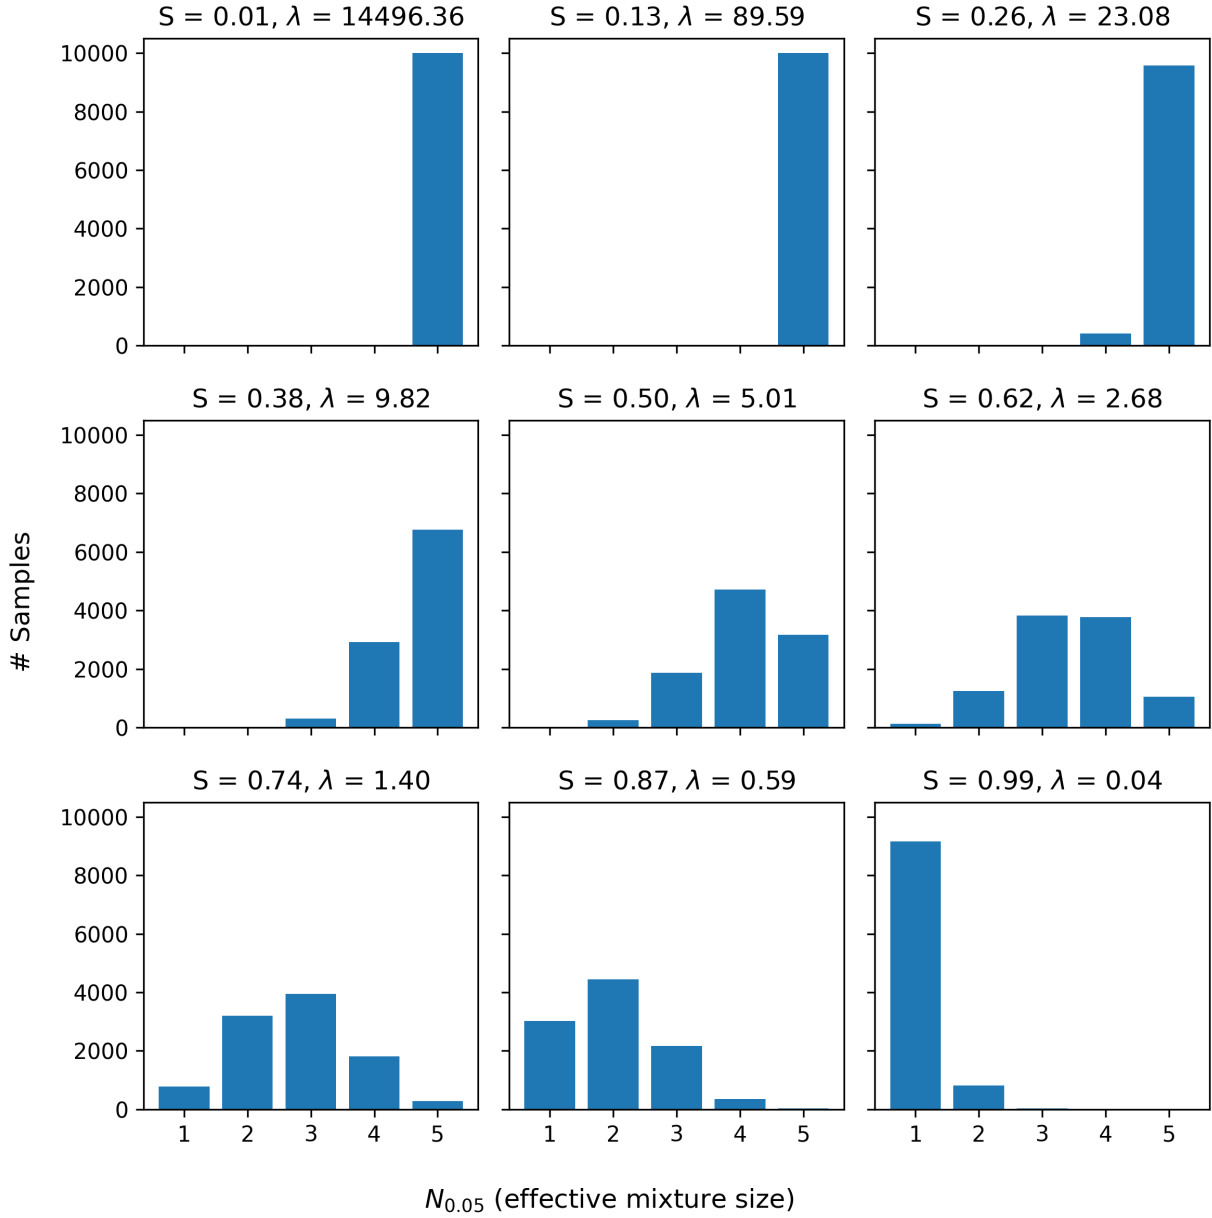 S = 0.01, λ = 14496.36
S = 0.13, λ = 89.59
S = 0.26, λ = 23.08
10000
8000
6000
4000
2000
0
S = 0.38, λ = 9.82
S = 0.50, λ = 5.01
S = 0.62, λ = 2.68
10000
8000
6000
4000
2000
0
# Samples
S = 0.74, λ = 1.40
S = 0.87, λ = 0.59
S = 0.99, λ = 0.04
10000
8000
6000
4000
2000
0
1 2 3 4 5
1 2 3 4 5
1 2 3 4 5
N0.05 (effective mixture size)